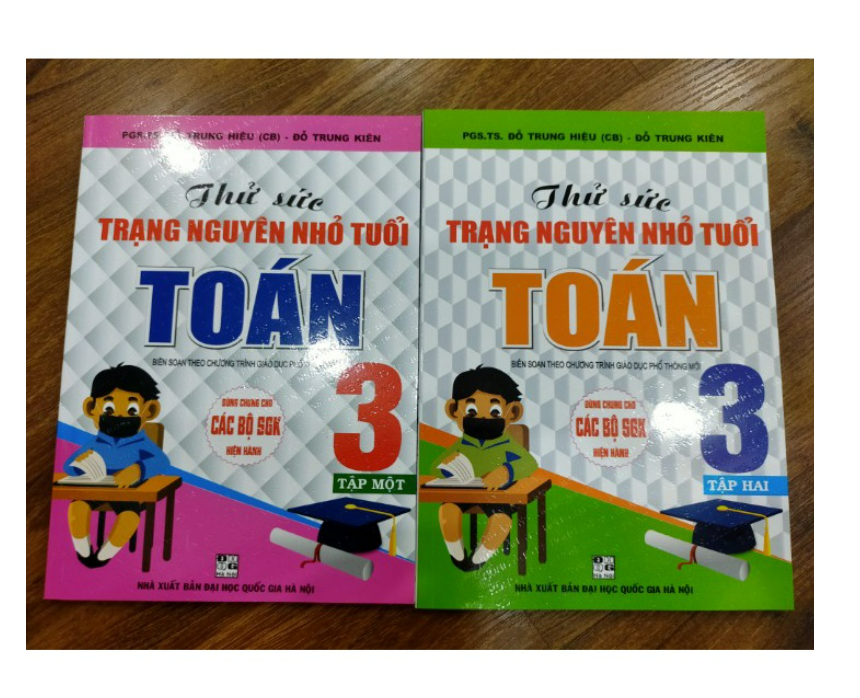 PGS.TS. TRUNG HIẾU (CB) - ĐỖ TRUNG KIÊN
Thử sức
TRẠNG NGUYÊN NHỎ TUỔI
TOÁN
BIÊN SOẠN THEO CHƯƠNG TRÌNH GIÁO DỤC PHỔ
DÙNG CHUNG CHO
CÁC BỘ SGK
HIỆN HÀNH
3
TẬP MỘT
NHÀ XUẤT BẢN ĐẠI HỌC QUỐC GIA HÀ NỘI
PGS.TS. ĐỖ TRUNG HIẾU (CB) - ĐỖ TRUNG KIÊN
Thử sức
TRẠNG NGUYÊN NHỎ TUỔI
TOÁN
BIÊN SOẠN THEO CHƯƠNG TRÌNH GIÁO DỤC PHỔ THÔNG MỚI
DÙNG CHUNG CHO
CÁC BỘ SGK
HIỆN HÀNH
3
TẬP HAI
NHÀ XUẤT BẢN ĐẠI HỌC QUỐC GIA HÀ NỘI